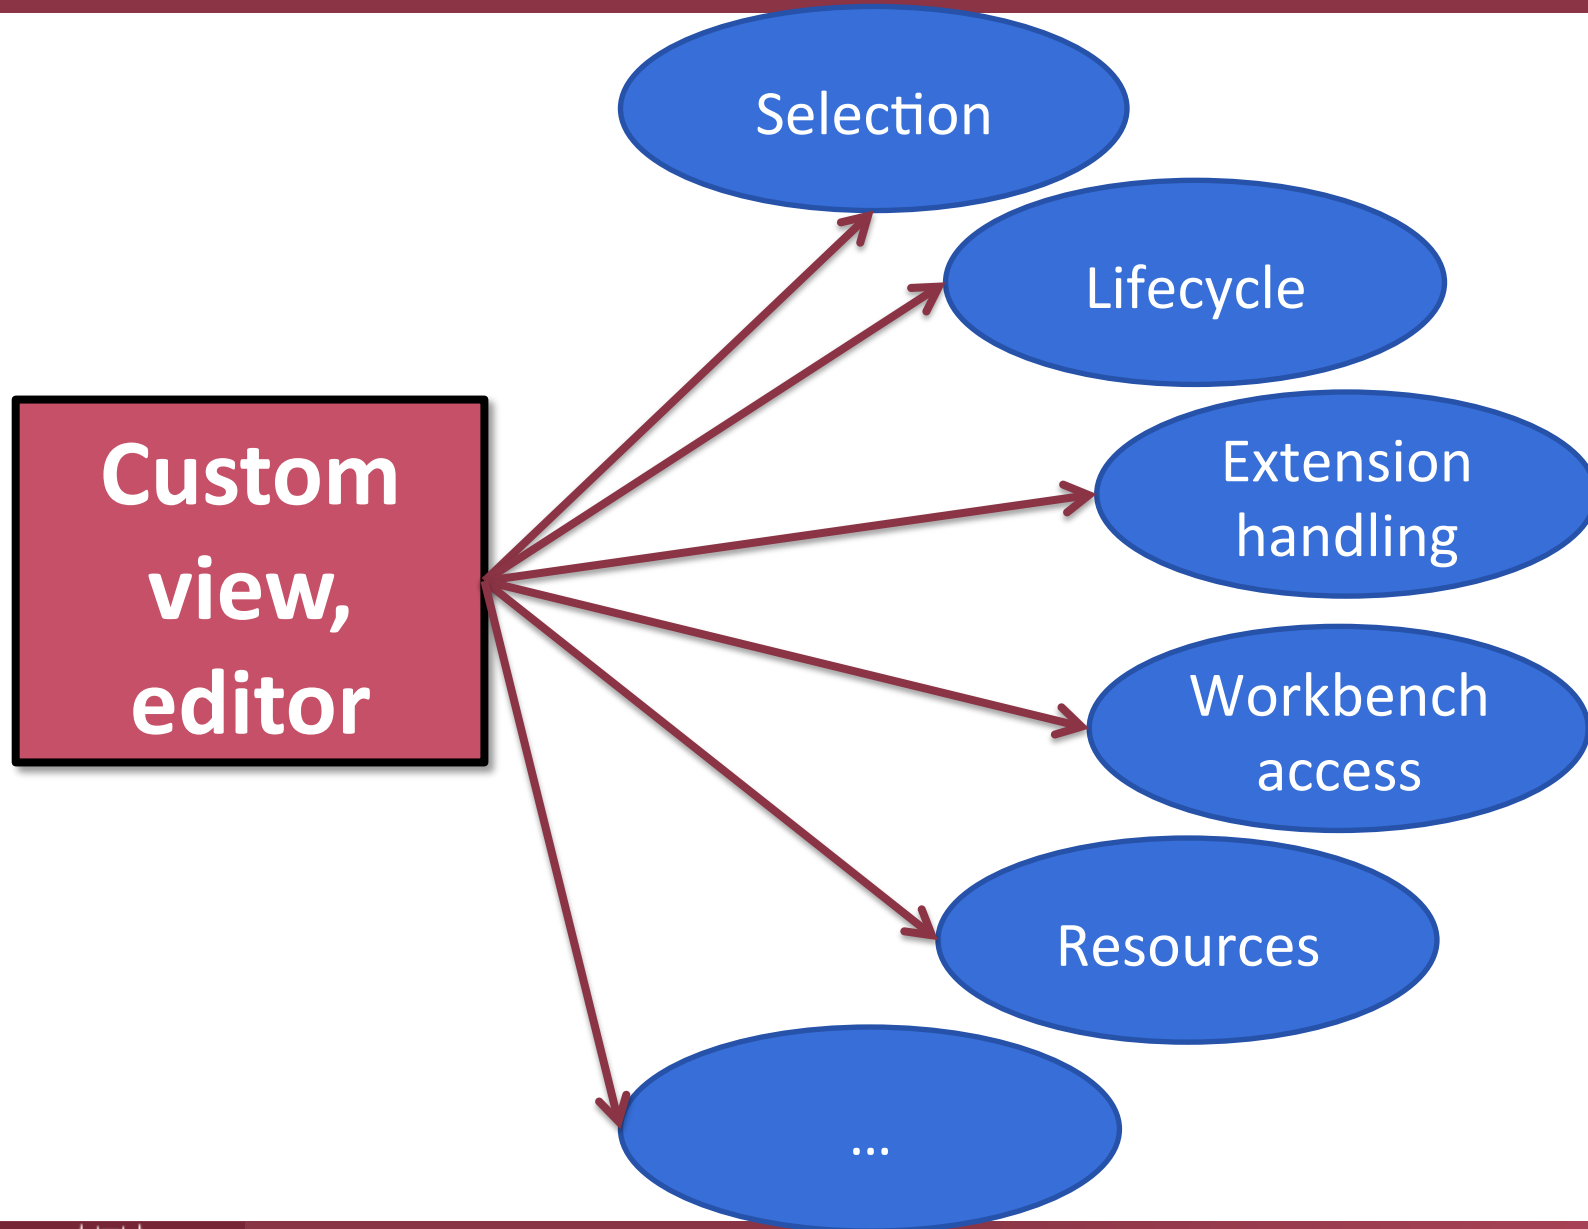 Selection
Lifecycle
Custom
view,
editor
Extension
handling
Workbench
access
Resources
...